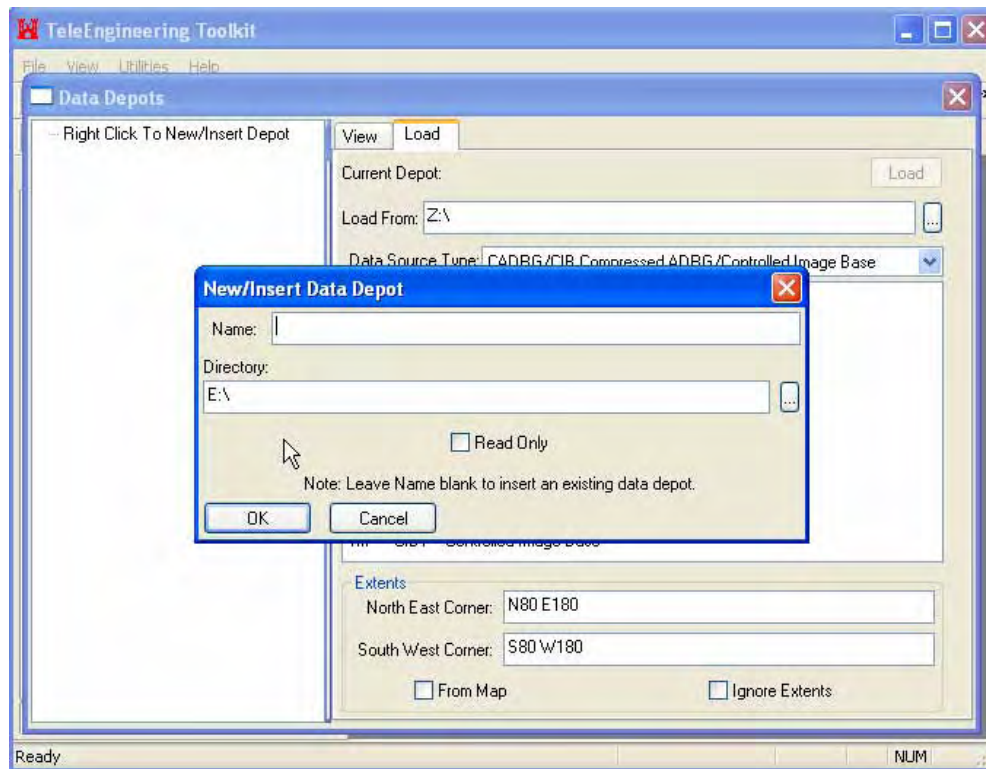 TeleEngineering Toolkit
File View Utilities Help
Data Depots
Right Click To New/Insert Depot
View Load
Current Depot:
Load
Load From: Z:\
...
Data Source Type: CADRG/CIB Compressed ADRG/Controlled Image Base
New/Insert Data Depot
Name:
Directory:
E:\
...
Read Only
Note: Leave Name blank to insert an existing data depot.
OK Cancel
Extents
North East Corner: N80 E180
South West Corner: S80 W180
From Map Ignore Extents
Ready NUM